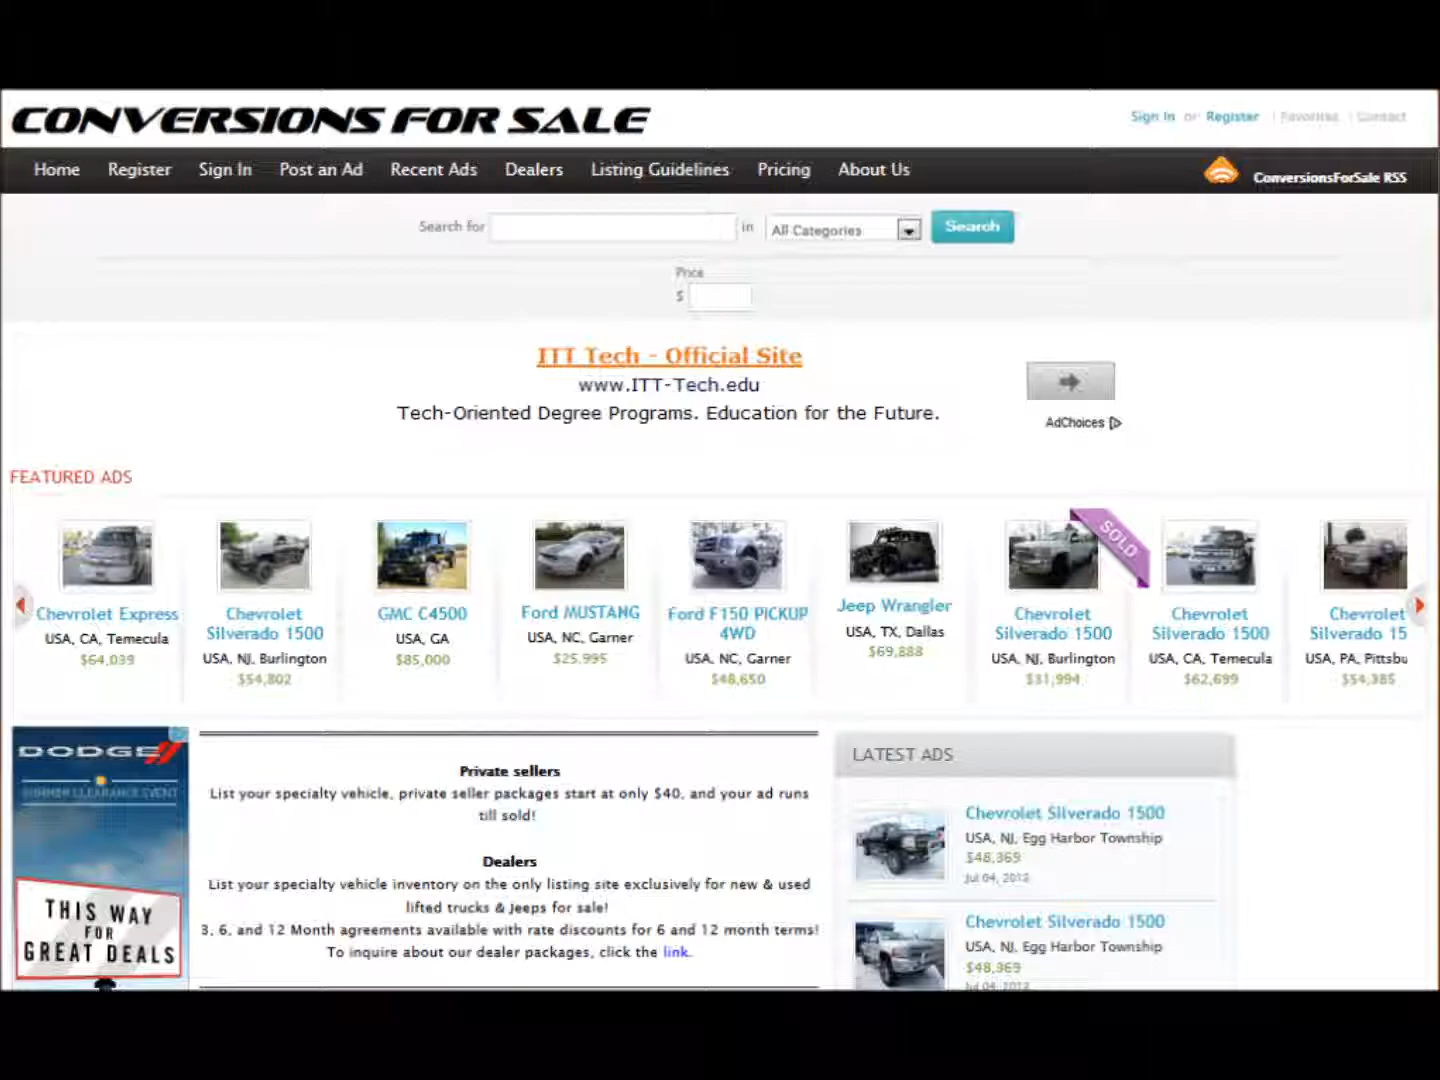 CONVERSIONS FOR SALE
Sign In or Register | Favorites | Contact
Home Register Sign In Post an Ad Recent Ads Dealers Listing Guidelines Pricing About Us
ConversionsForSale RSS
Search for in All Categories Search
Price
$
ITT Tech - Official Site
www.ITT-Tech.edu
Tech-Oriented Degree Programs. Education for the Future.
AdChoices
FEATURED ADS
Chevrolet Express
USA, CA, Temecula
$64,039
Chevrolet
Silverado 1500
USA, NJ, Burlington
$54,802
GMC C4500
USA, GA
$85,000
Ford MUSTANG
USA, NC, Garner
$25,995
Ford F150 PICKUP
4WD
USA, NC, Garner
$48,650
Jeep Wrangler
USA, TX, Dallas
$69,888
SOLD
Chevrolet
Silverado 1500
USA, NJ, Burlington
$31,994
Chevrolet
Silverado 1500
USA, CA, Temecula
$62,699
Chevrolet
Silverado 15
USA, PA, Pittsbu
$54,385
DODGE
SUMMER CLEARANCE EVENT
THIS WAY
FOR
GREAT DEALS
Private sellers
List your specialty vehicle, private seller packages start at only $40, and your ad runs
till sold!
Dealers
List your specialty vehicle inventory on the only listing site exclusively for new & used
lifted trucks & Jeeps for sale!
3, 6, and 12 Month agreements available with rate discounts for 6 and 12 month terms!
To inquire about our dealer packages, click the link.
LATEST ADS
Chevrolet Silverado 1500
USA, NJ, Egg Harbor Township
$48,369
Jul 04, 2012
Chevrolet Silverado 1500
USA, NJ, Egg Harbor Township
$48,369
Jul 04, 2012